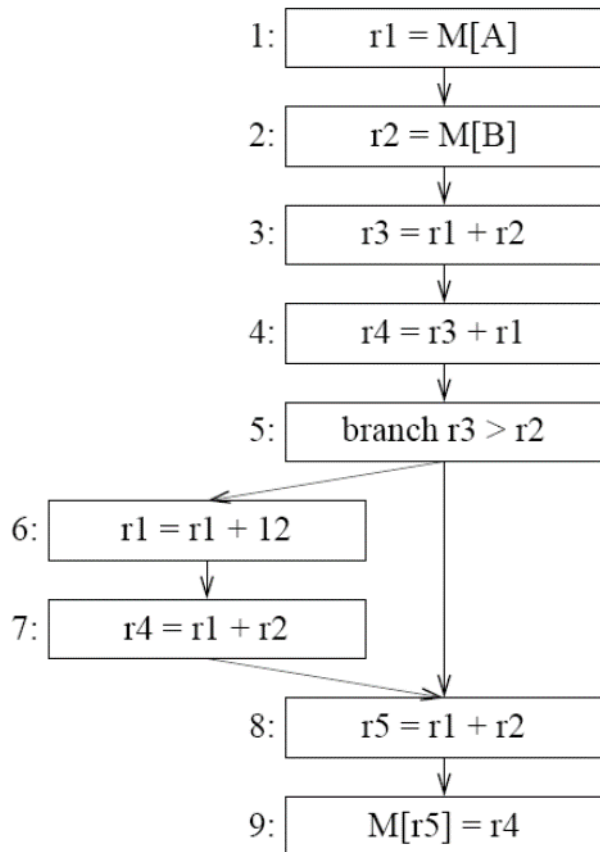 1: r1 = M[A]
2: r2 = M[B]
3: r3 = r1 + r2
4: r4 = r3 + r1
5: branch r3 > r2
6: r1 = r1 + 12
7: r4 = r1 + r2
8: r5 = r1 + r2
9: M[r5] = r4